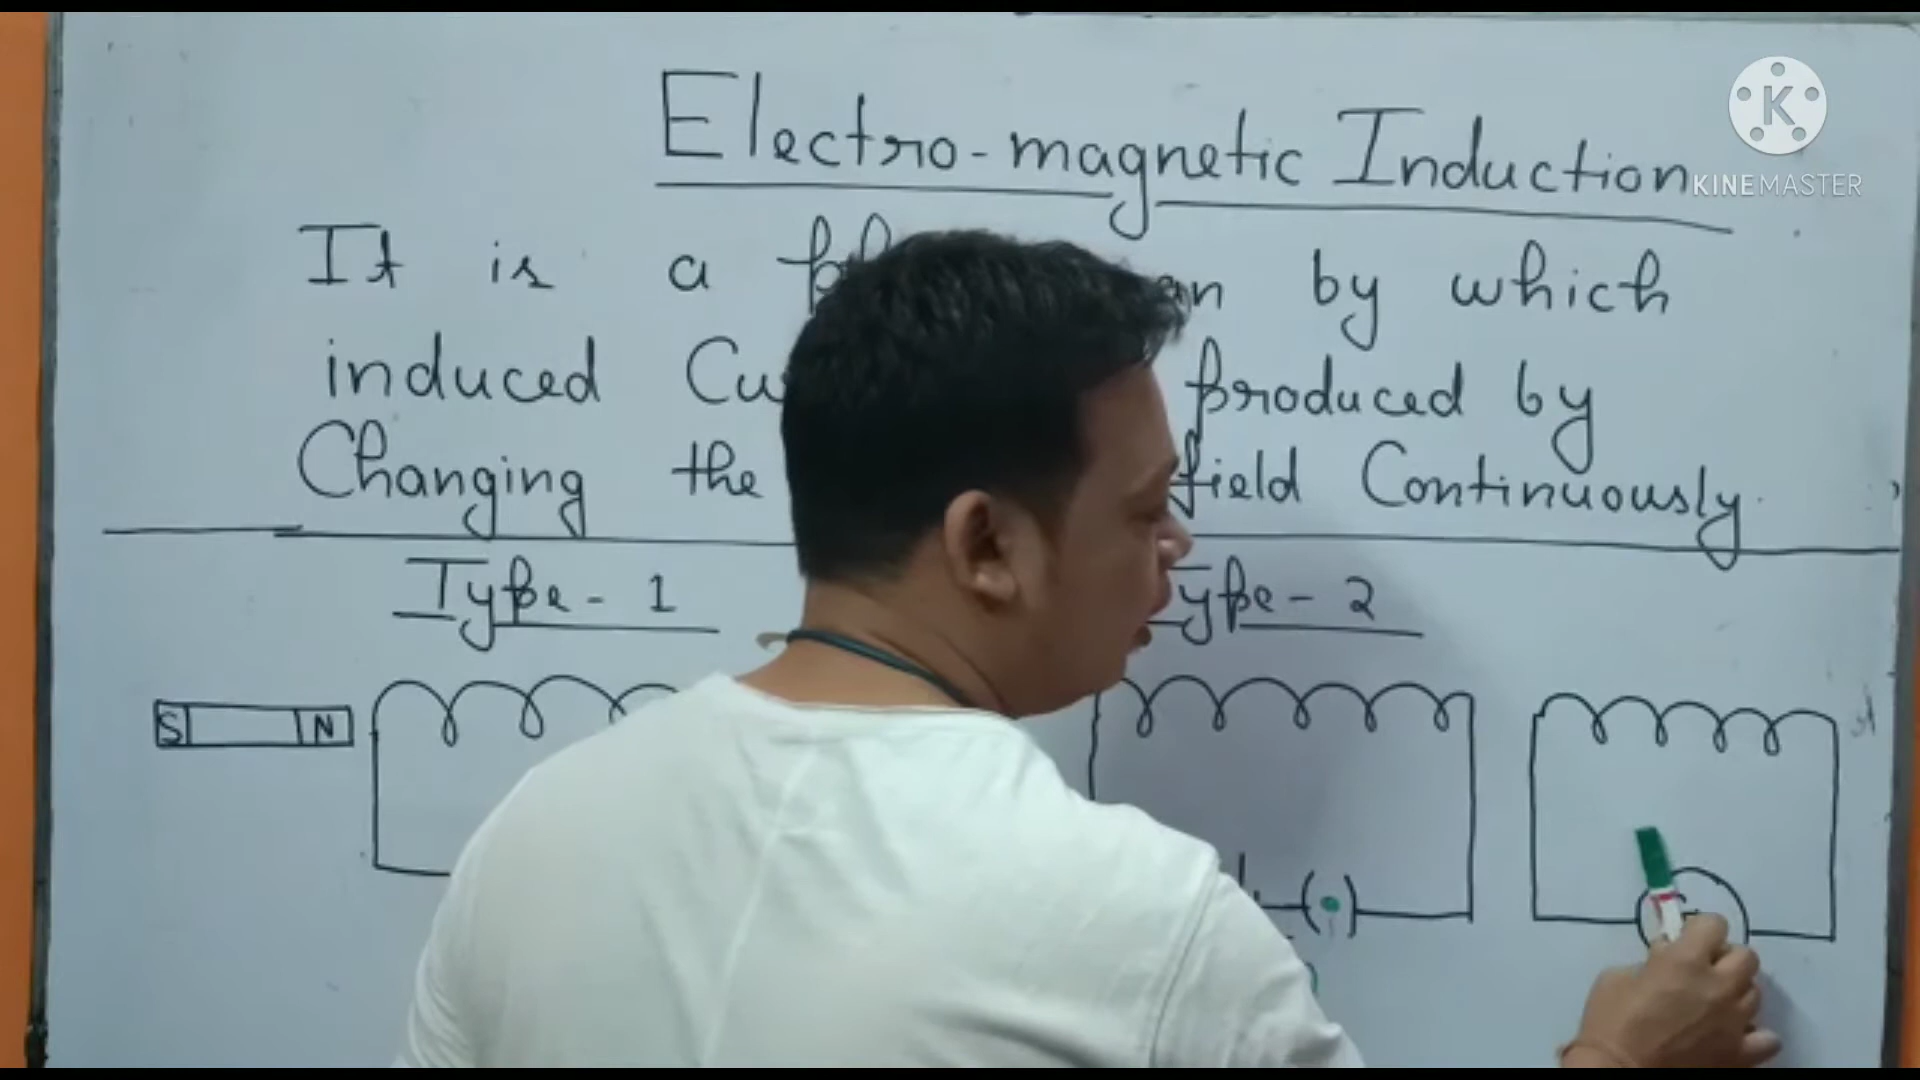 Electro-magnetic Induction
It is a by which
induced produced by
Changing the field Continuously.
Type - 1
Type - 2
S N
K
KINEMASTER